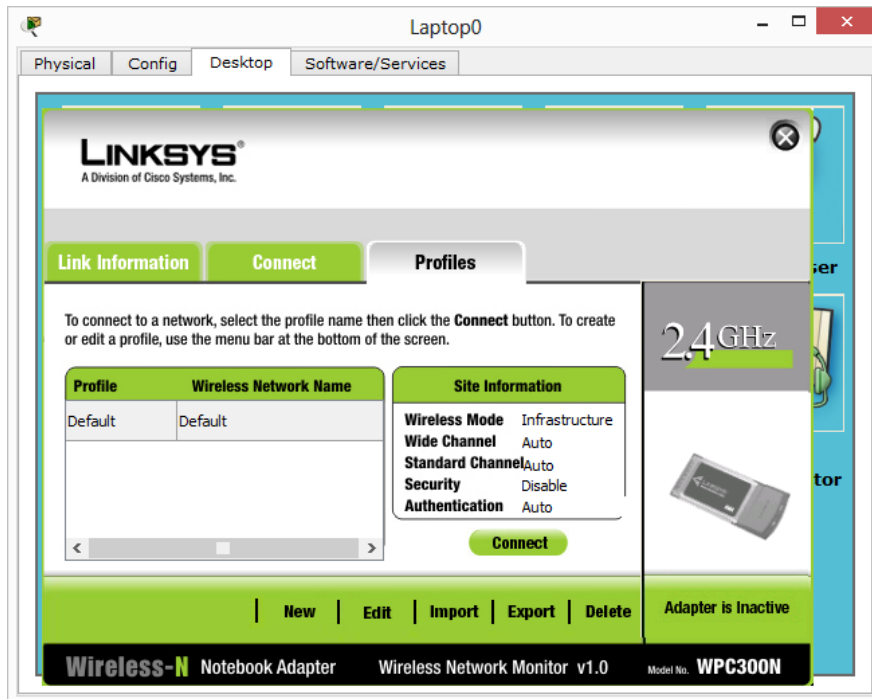 Laptop0
Physical Config Desktop Software/Services
LINKSYS®
A Division of Cisco Systems, Inc.
Link Information Connect Profiles
ser
To connect to a network, select the profile name then click the Connect button. To create
or edit a profile, use the menu bar at the bottom of the screen.
2.4GHz
Profile Wireless Network Name
Default Default
Site Information
Wireless Mode Infrastructure
Wide Channel Auto
Standard Channel Auto
Security Disable
Authentication Auto
Connect
tor
New Edit Import Export Delete
Adapter is Inactive
Wireless-N Notebook Adapter Wireless Network Monitor v1.0 Model No. WPC300N